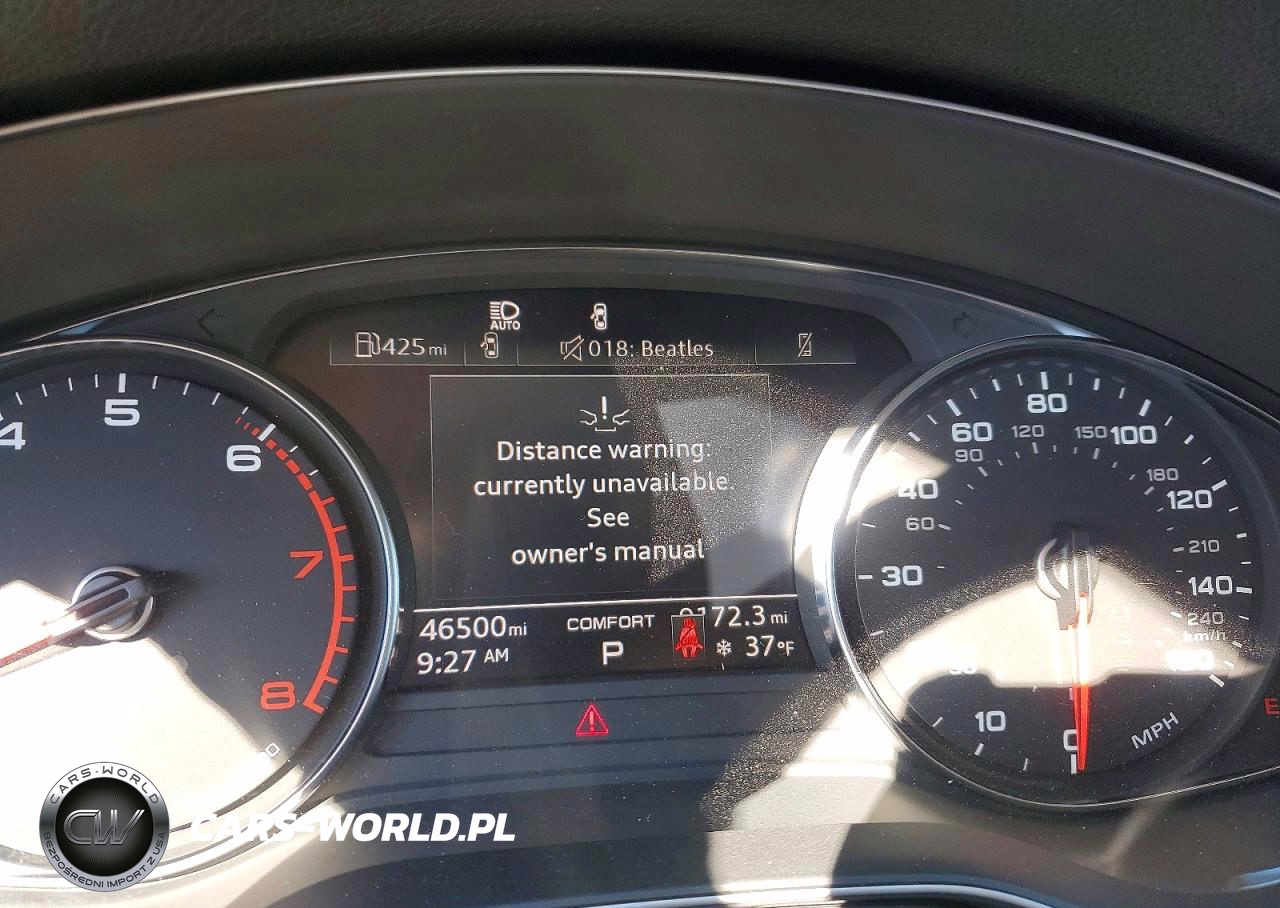 AUTO
425 mi
018: Beatles
Distance warning:
currently unavailable.
See
owner's manual
46500 mi
COMFORT
172.3 mi
9:27 AM
P
37°F
4
5
6
7
8
0
10
30
40
60
80
100
120
140
MPH
60
90
120
150
180
210
240
km/h
E
CARS-WORLD
CW
BEZPOŚREDNI IMPORT Z USA
CARS-WORLD.PL